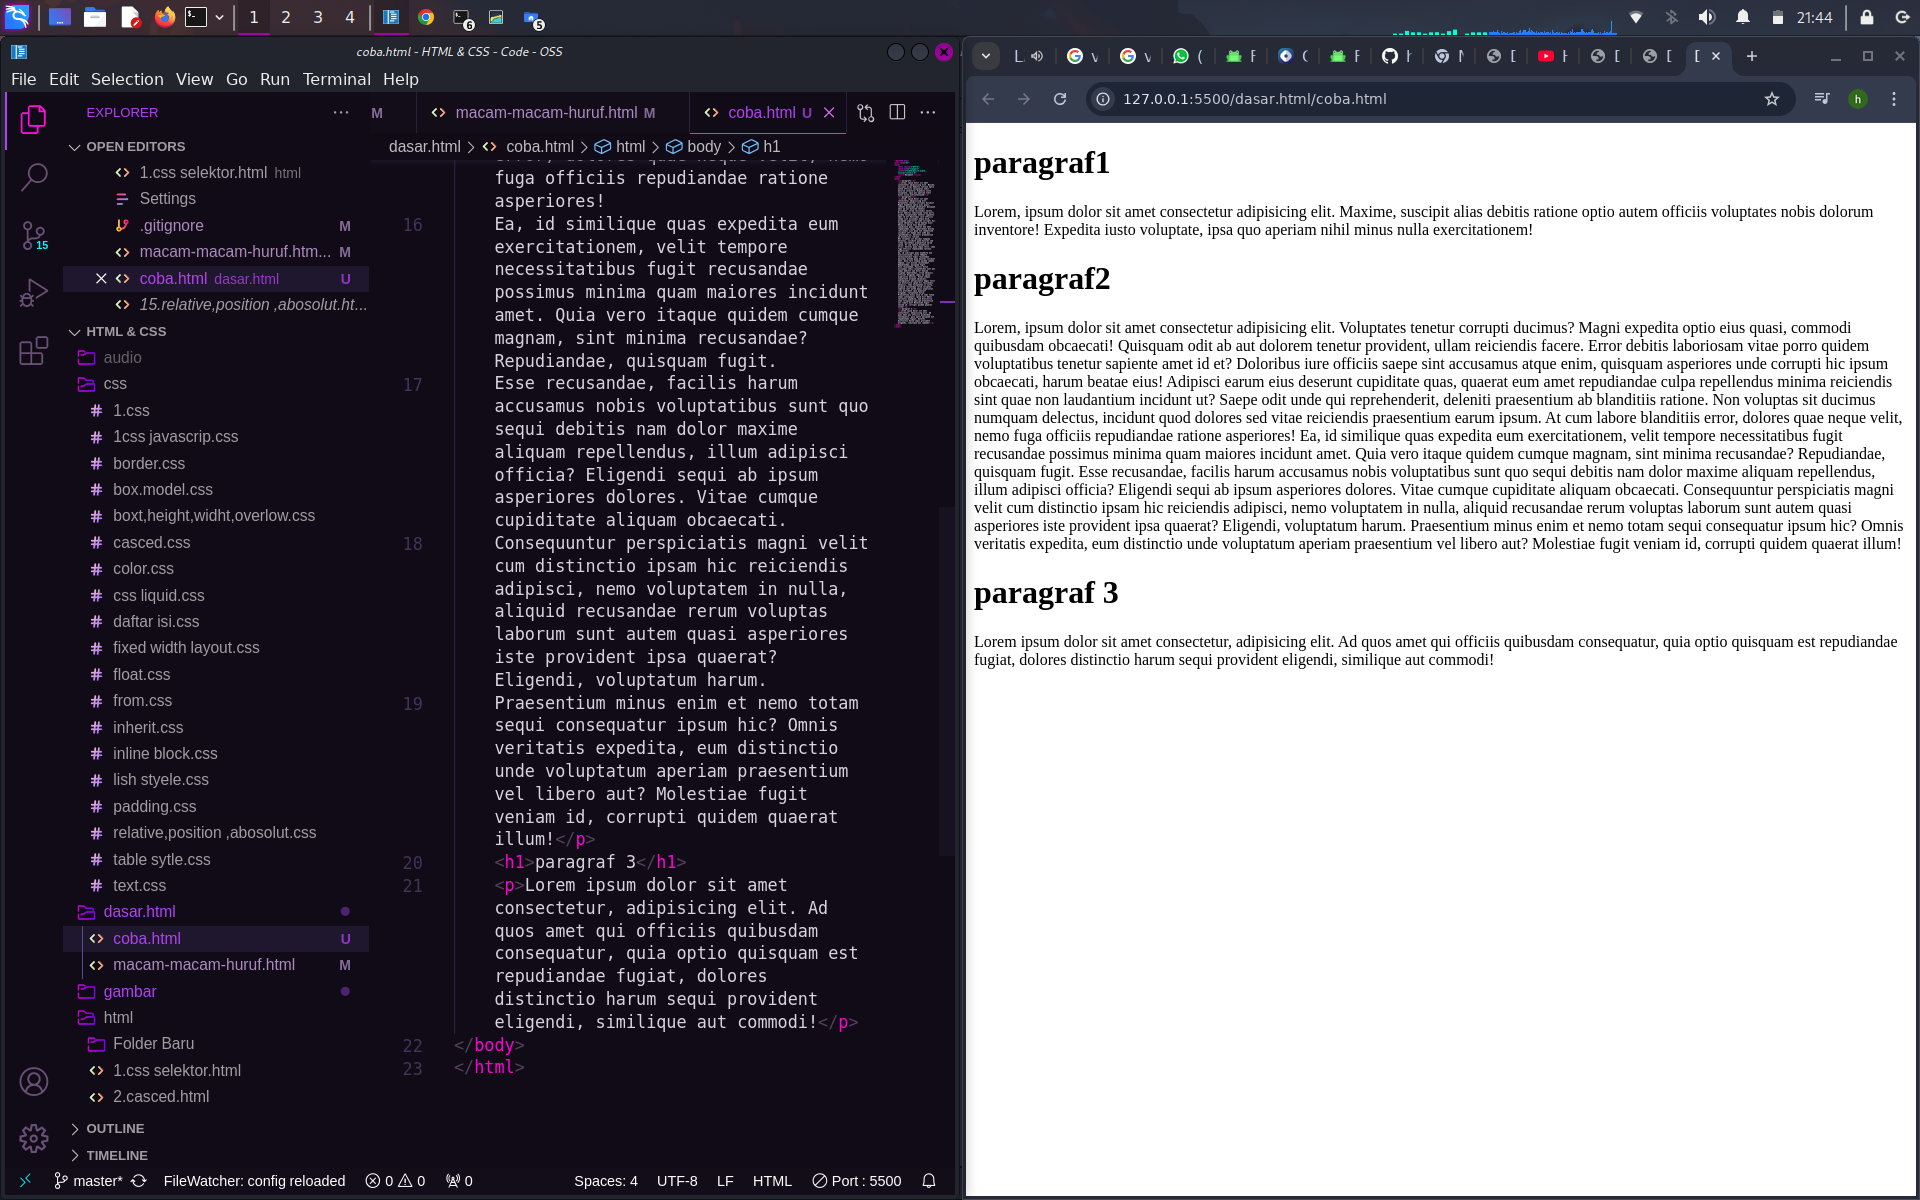 1 2 3 4
6
5
21:44
coba.html - HTML & CSS - Code - OSS
File Edit Selection View Go Run Terminal Help
EXPLORER
OPEN EDITORS
1.css selektor.html html
Settings
.gitignore M
macam-macam-huruf.htm... M
coba.html dasar.html U
15.relative,position ,abosolut.ht...
HTML & CSS
audio
css
1.css
1css javascrip.css
border.css
box.model.css
boxt,height,widht,overlow.css
casced.css
color.css
css liquid.css
daftar isi.css
fixed width layout.css
float.css
from.css
inherit.css
inline block.css
lish styele.css
padding.css
relative,position ,abosolut.css
table sytle.css
text.css
dasar.html
coba.html U
macam-macam-huruf.html M
gambar
html
Folder Baru
1.css selektor.html
2.casced.html
OUTLINE
TIMELINE
15
M
macam-macam-huruf.html M
coba.html U
dasar.html > coba.html > html > body > h1
fuga officiis repudiandae ratione
asperiores!
16 Ea, id similique quas expedita eum
exercitationem, velit tempore
necessitatibus fugit recusandae
possimus minima quam maiores incidunt
amet. Quia vero itaque quidem cumque
magnam, sint minima recusandae?
Repudiandae, quisquam fugit.
17 Esse recusandae, facilis harum
accusamus nobis voluptatibus sunt quo
sequi debitis nam dolor maxime
aliquam repellendus, illum adipisci
officia? Eligendi sequi ab ipsum
asperiores dolores. Vitae cumque
cupiditate aliquam obcaecati.
18 Consequuntur perspiciatis magni velit
cum distinctio ipsam hic reiciendis
adipisci, nemo voluptatem in nulla,
aliquid recusandae rerum voluptas
laborum sunt autem quasi asperiores
iste provident ipsa quaerat?
Eligendi, voluptatum harum.
19 Praesentium minus enim et nemo totam
sequi consequatur ipsum hic? Omnis
veritatis expedita, eum distinctio
unde voluptatum aperiam praesentium
vel libero aut? Molestiae fugit
veniam id, corrupti quidem quaerat
illum!</p>
20 <h1>paragraf 3</h1>
21 <p>Lorem ipsum dolor sit amet
consectetur, adipisicing elit. Ad
quos amet qui officiis quibusdam
consequatur, quia optio quisquam est
repudiandae fugiat, dolores
distinctio harum sequi provident
eligendi, similique aut commodi!</p>
22 </body>
23 </html>
master* FileWatcher: config reloaded 0 0 0 Spaces: 4 UTF-8 LF HTML Port : 5500
127.0.0.1:5500/dasar.html/coba.html
h
paragraf1
Lorem, ipsum dolor sit amet consectetur adipisicing elit. Maxime, suscipit alias debitis ratione optio autem officiis voluptates nobis dolorum
inventore! Expedita iusto voluptate, ipsa quo aperiam nihil minus nulla exercitationem!
paragraf2
Lorem, ipsum dolor sit amet consectetur adipisicing elit. Voluptates tenetur corrupti ducimus? Magni expedita optio eius quasi, commodi
quibusdam obcaecati! Quisquam odit ab aut dolorem tenetur provident, ullam reiciendis facere. Error debitis laboriosam vitae porro quidem
voluptatibus tenetur sapiente amet id et? Doloribus iure officiis saepe sint accusamus atque enim, quisquam asperiores unde corrupti hic ipsum
obcaecati, harum beatae eius! Adipisci earum eius deserunt cupiditate quas, quaerat eum amet repudiandae culpa repellendus minima reiciendis
sint quae non laudantium incidunt ut? Saepe odit unde qui reprehenderit, deleniti praesentium ab blanditiis ratione. Non voluptas sit ducimus
numquam delectus, incidunt quod dolores sed vitae reiciendis praesentium earum ipsum. At cum labore blanditiis error, dolores quae neque velit,
nemo fuga officiis repudiandae ratione asperiores! Ea, id similique quas expedita eum exercitationem, velit tempore necessitatibus fugit
recusandae possimus minima quam maiores incidunt amet. Quia vero itaque quidem cumque magnam, sint minima recusandae? Repudiandae,
quisquam fugit. Esse recusandae, facilis harum accusamus nobis voluptatibus sunt quo sequi debitis nam dolor maxime aliquam repellendus,
illum adipisci officia? Eligendi sequi ab ipsum asperiores dolores. Vitae cumque cupiditate aliquam obcaecati. Consequuntur perspiciatis magni
velit cum distinctio ipsam hic reiciendis adipisci, nemo voluptatem in nulla, aliquid recusandae rerum voluptas laborum sunt autem quasi
asperiores iste provident ipsa quaerat? Eligendi, voluptatum harum. Praesentium minus enim et nemo totam sequi consequatur ipsum hic? Omnis
veritatis expedita, eum distinctio unde voluptatum aperiam praesentium vel libero aut? Molestiae fugit veniam id, corrupti quidem quaerat illum!
paragraf 3
Lorem ipsum dolor sit amet consectetur, adipisicing elit. Ad quos amet qui officiis quibusdam consequatur, quia optio quisquam est repudiandae
fugiat, dolores distinctio harum sequi provident eligendi, similique aut commodi!